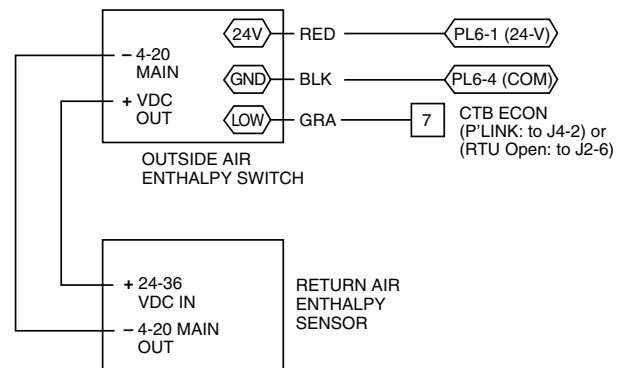 24V RED PL6-1 (24-V)
– 4-20
MAIN
GND BLK PL6-4 (COM)
+ VDC
OUT
LOW GRA 7 CTB ECON
(P'LINK: to J4-2) or
(RTU Open: to J2-6)
OUTSIDE AIR
ENTHALPY SWITCH
+ 24-36
VDC IN
– 4-20 MAIN
OUT
RETURN AIR
ENTHALPY
SENSOR